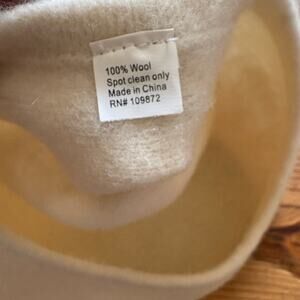 100% Wool
Spot clean only
Made in China
RN# 109872